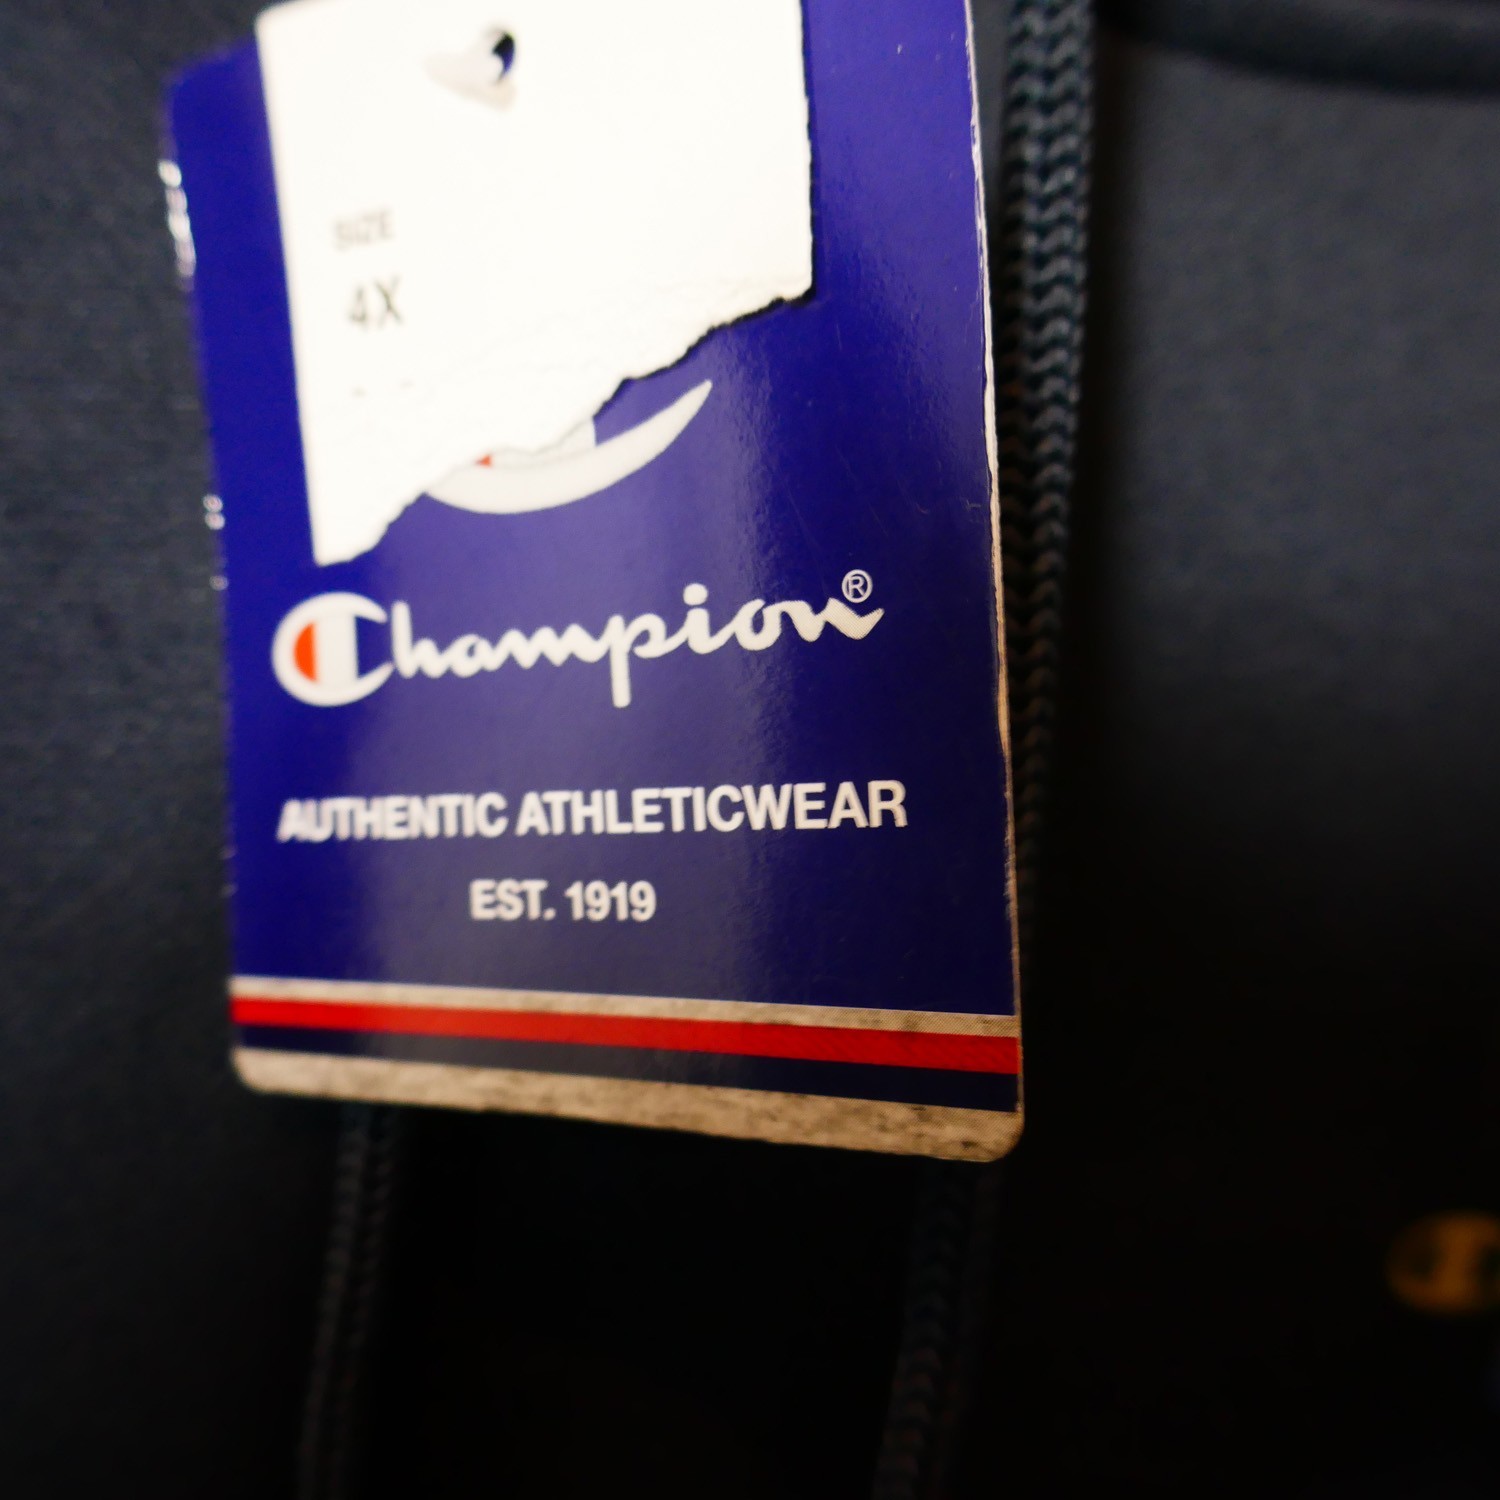 SIZE
4X
Champion®
AUTHENTIC ATHLETICWEAR
EST. 1919